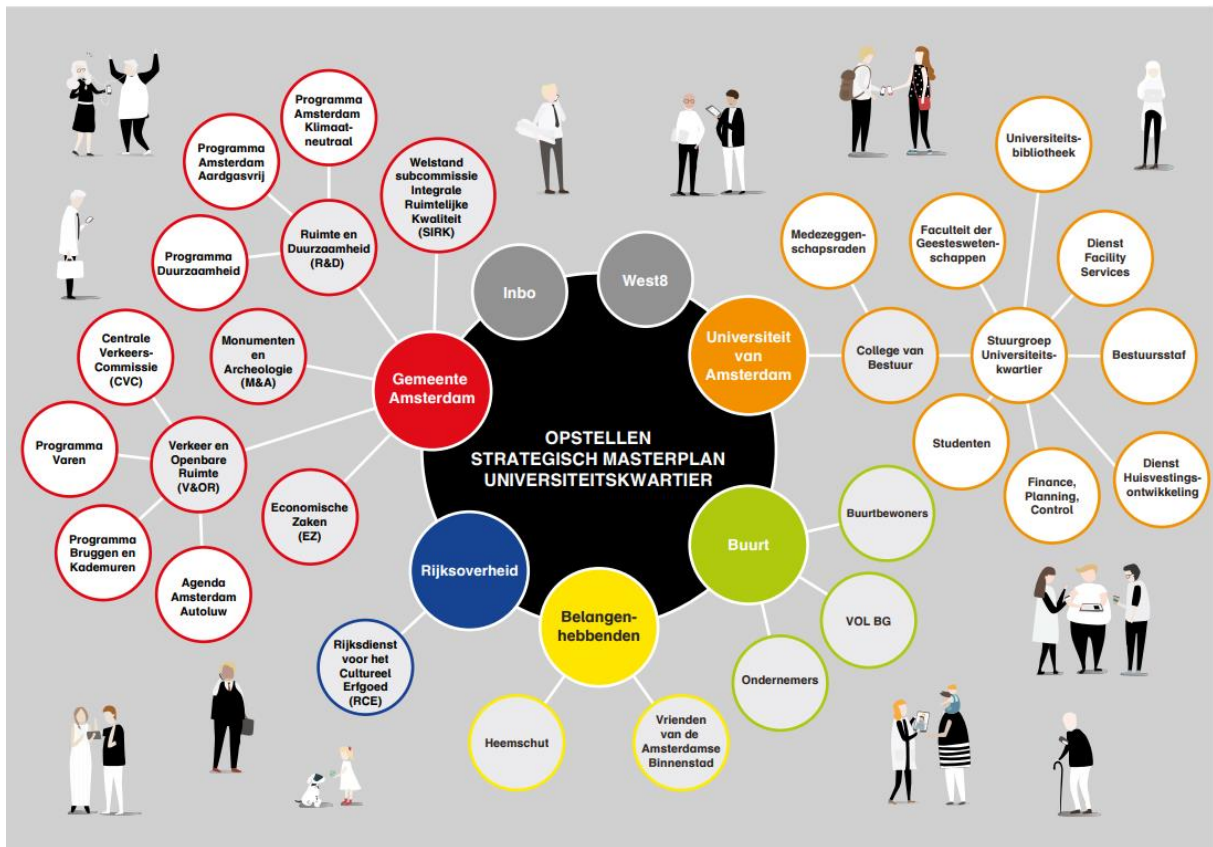 Programma
Amsterdam
Klimaat-
neutraal
Programma
Amsterdam
Aardgasvrij
Welstand
subcommissie
Integrale
Ruimtelijke
Kwaliteit
(SIRK)
Ruimte en
Duurzaamheid
(R&D)
Programma
Duurzaamheid
Centrale
Verkeers-
Commissie
(CVC)
Monumenten
en
Archeologie
(M&A)
Gemeente
Amsterdam
Programma
Varen
Verkeer en
Openbare
Ruimte
(V&OR)
Economische
Zaken
(EZ)
Programma
Bruggen en
Kademuren
Agenda
Amsterdam
Autoluw
Inbo
West8
OPSTELLEN
STRATEGISCH MASTERPLAN
UNIVERSITEITSKWARTIER
Universiteit
van
Amsterdam
Medezeggen-
schapsraden
College van
Bestuur
Faculteit der
Geestesweten-
schappen
Universiteits-
bibliotheek
Dienst
Facility
Services
Stuurgroep
Universiteits-
kwartier
Bestuursstaf
Studenten
Finance,
Planning,
Control
Dienst
Huisvestings-
ontwikkeling
Buurt
Buurtbewoners
VOL BG
Ondernemers
Rijksoverheid
Rijksdienst
voor het
Cultureel
Erfgoed
(RCE)
Belangen-
hebbenden
Heemschut
Vrienden
van de
Amsterdamse
Binnenstad